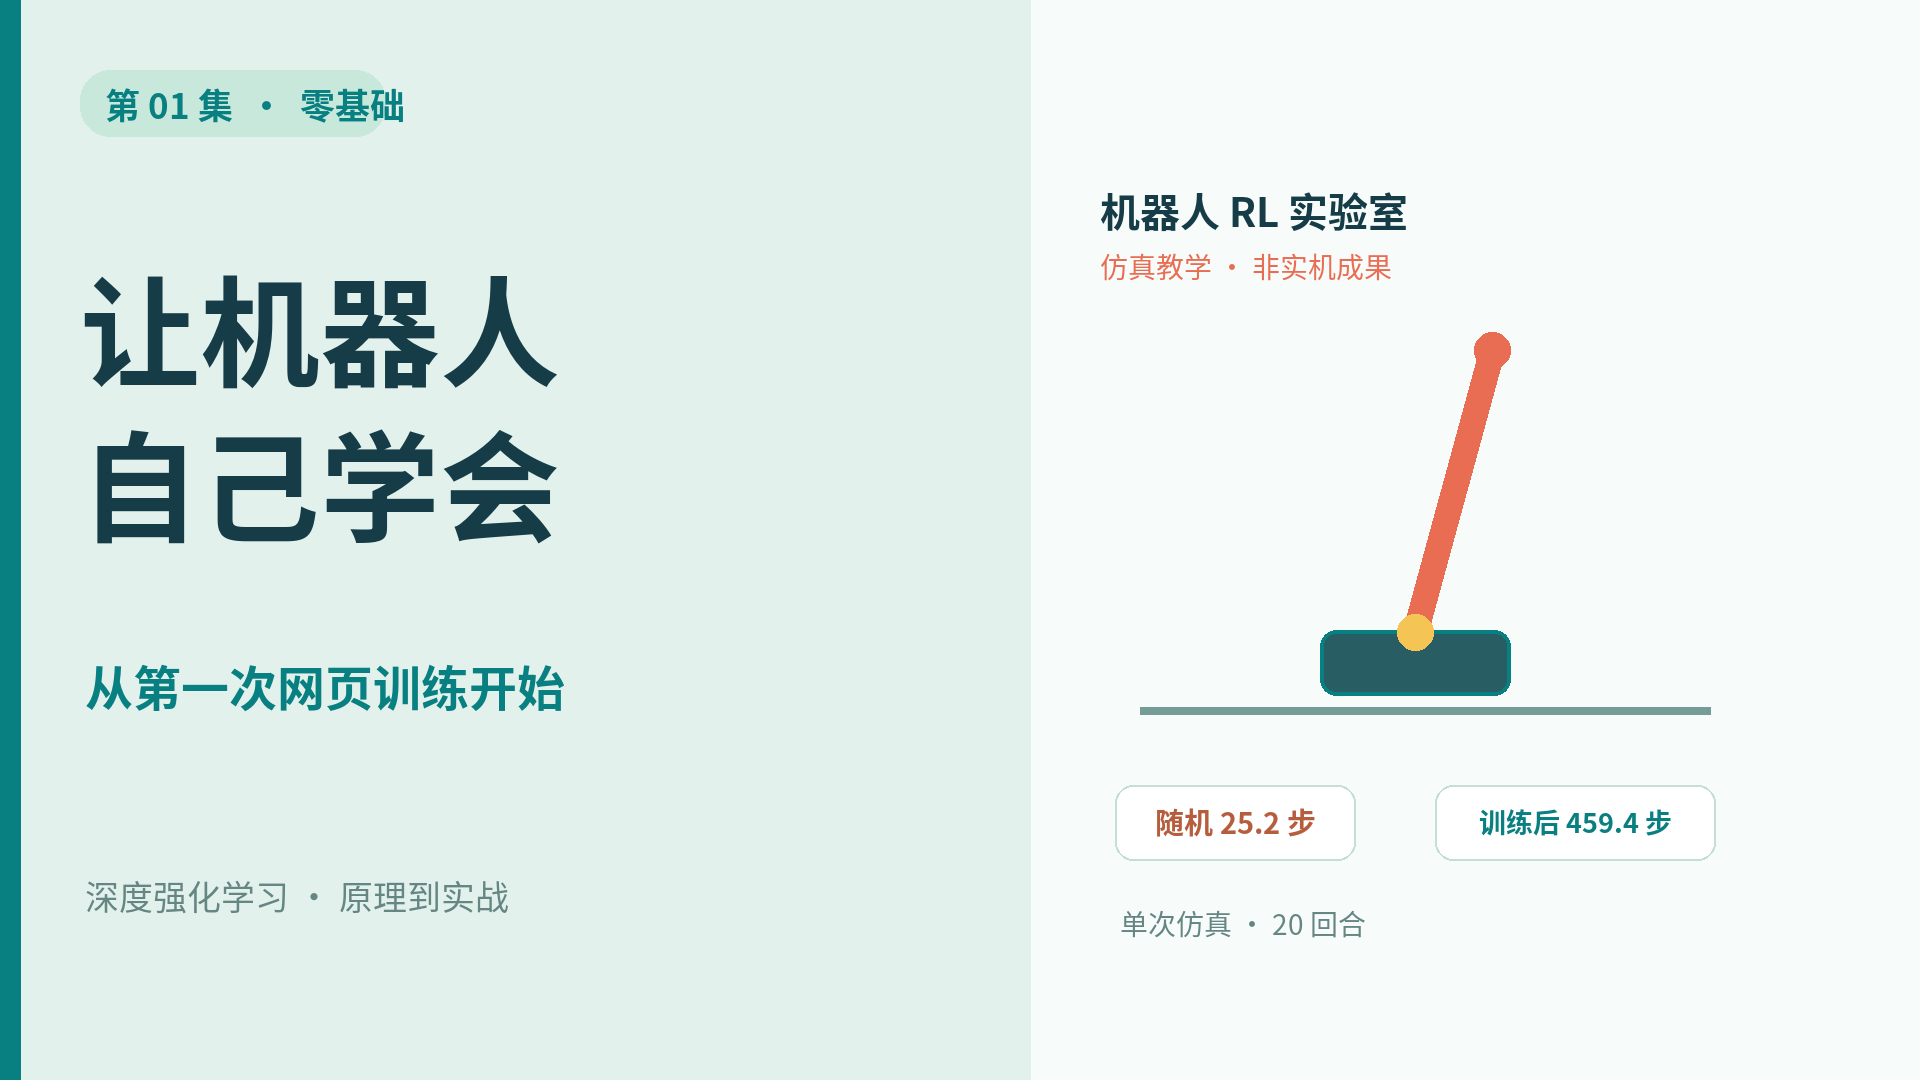 第 01 集 · 零基础
让机器人
自己学会
从第一次网页训练开始
深度强化学习 · 原理到实战
机器人 RL 实验室
仿真教学 · 非实机成果
随机 25.2 步
训练后 459.4 步
单次仿真 · 20 回合